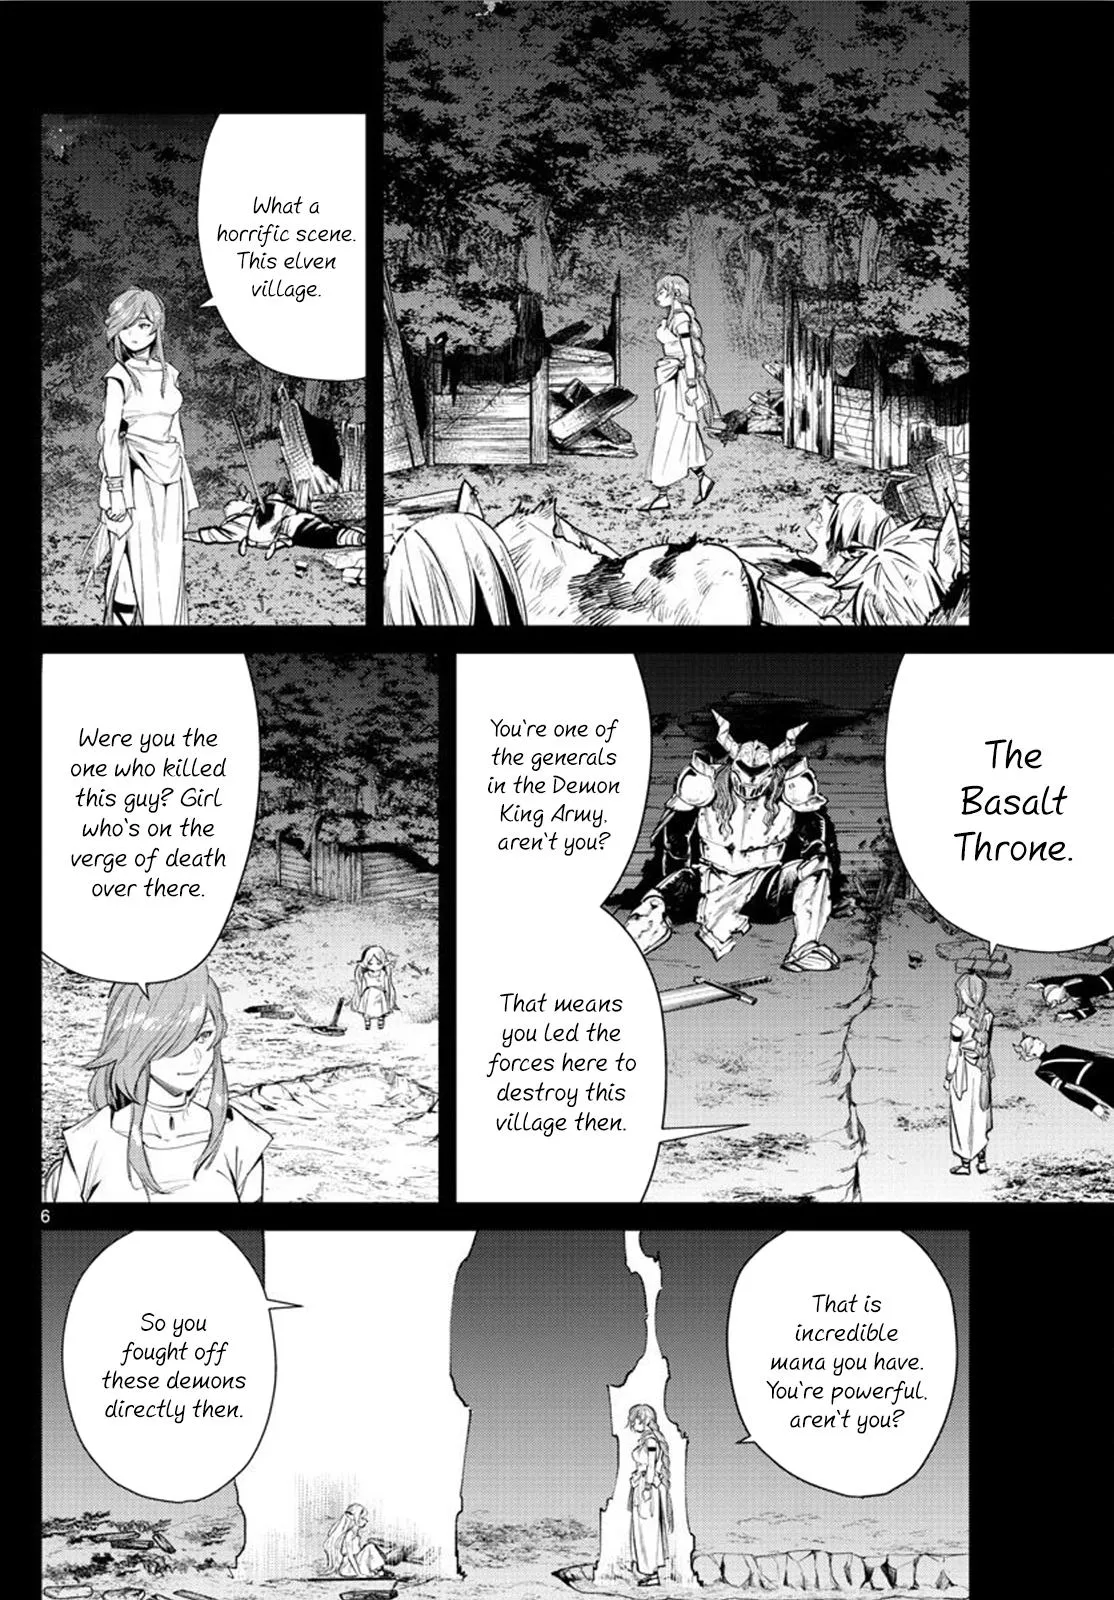 What a
horrific scene.
This elven
village.
The
Basalt
Throne.
You're one of
the generals
in the Demon
King Army,
aren't you?
That means
you led the
forces here to
destroy this
village then.
Were you the
one who killed
this guy? Girl
who's on the
verge of death
over there.
6
That is
incredible
mana you have.
You're powerful,
aren't you?
So you
fought off
these demons
directly then.